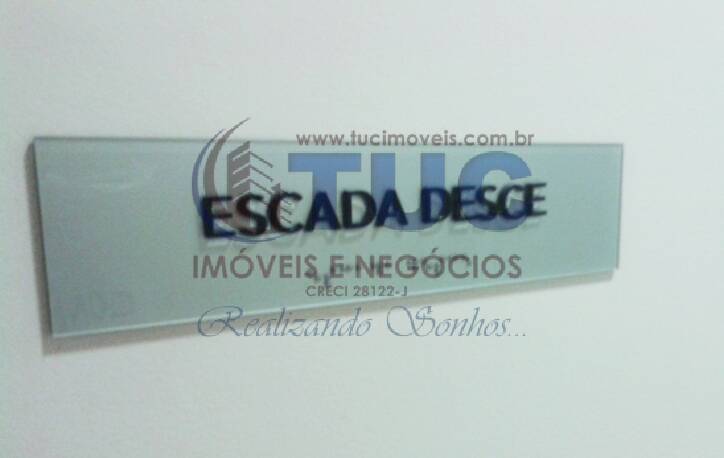 www.tucimoveis.com.br
TUC
ESCADA DESCE
IMÓVEIS E NEGÓCIOS
CRECI 28122-J
Realizando Sonhos...